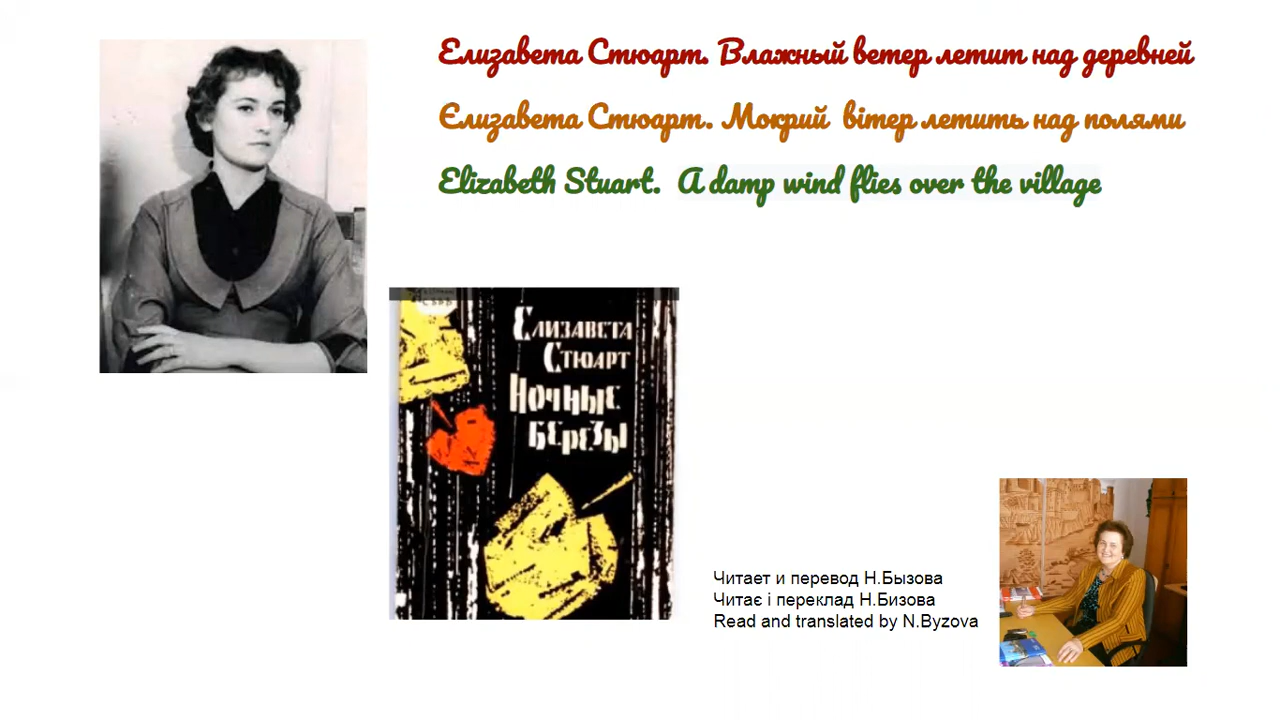 Елизавета Стюарт. Влажный ветер летит над деревней
Єлизавета Стюарт. Мокрий вітер летить над полями
Elizabeth Stuart. A damp wind flies over the village
Елизавета
Стюарт
Ночные
березы
Читает и перевод Н.Бызова
Читає і переклад Н.Бизова
Read and translated by N.Byzova